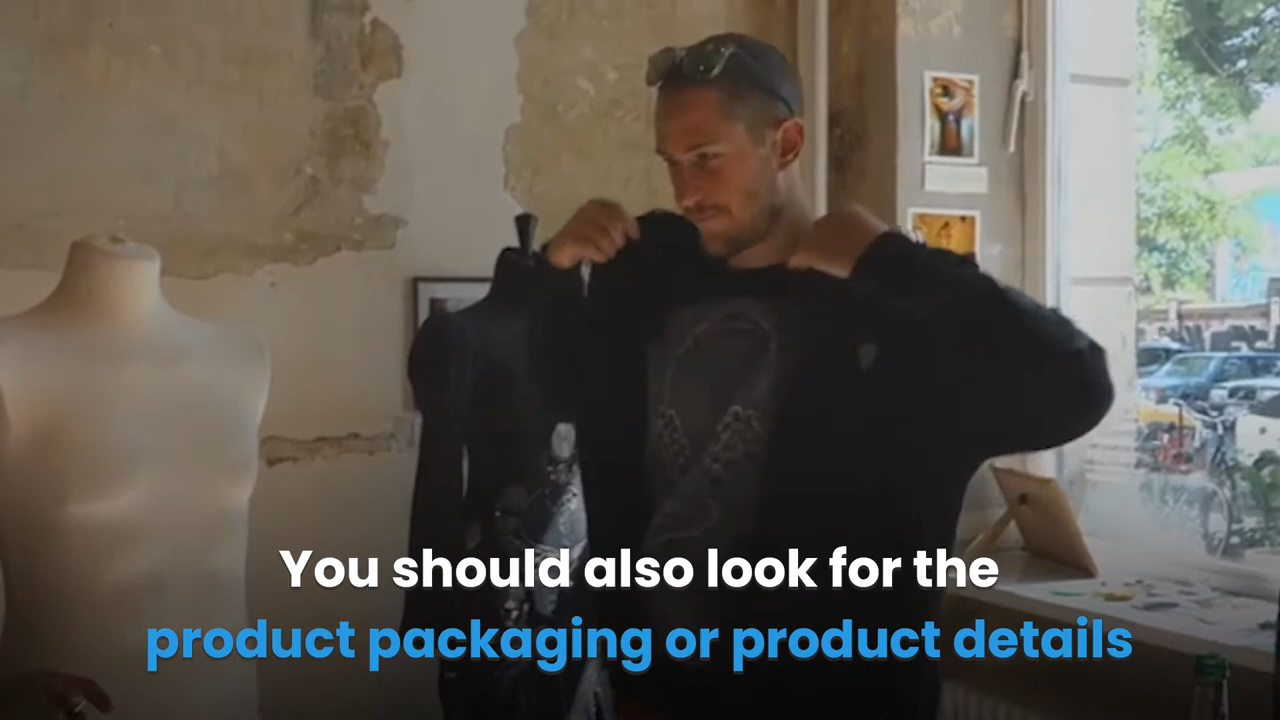 You should also look for the
product packaging or product details